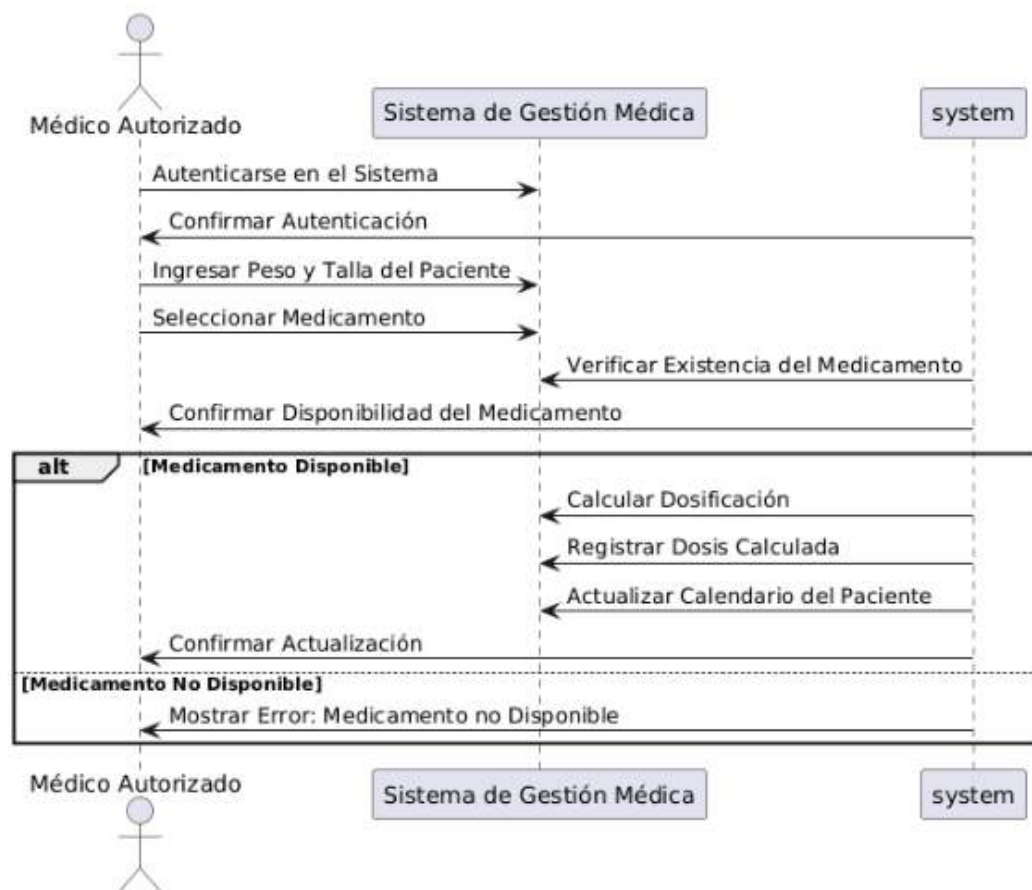 Médico Autorizado
Sistema de Gestión Médica
system
Autenticarse en el Sistema
Confirmar Autenticación
Ingresar Peso y Talla del Paciente
Seleccionar Medicamento
Verificar Existencia del Medicamento
Confirmar Disponibilidad del Medicamento
alt [Medicamento Disponible]
Calcular Dosificación
Registrar Dosis Calculada
Actualizar Calendario del Paciente
Confirmar Actualización
[Medicamento No Disponible]
Mostrar Error: Medicamento no Disponible
Médico Autorizado
Sistema de Gestión Médica
system